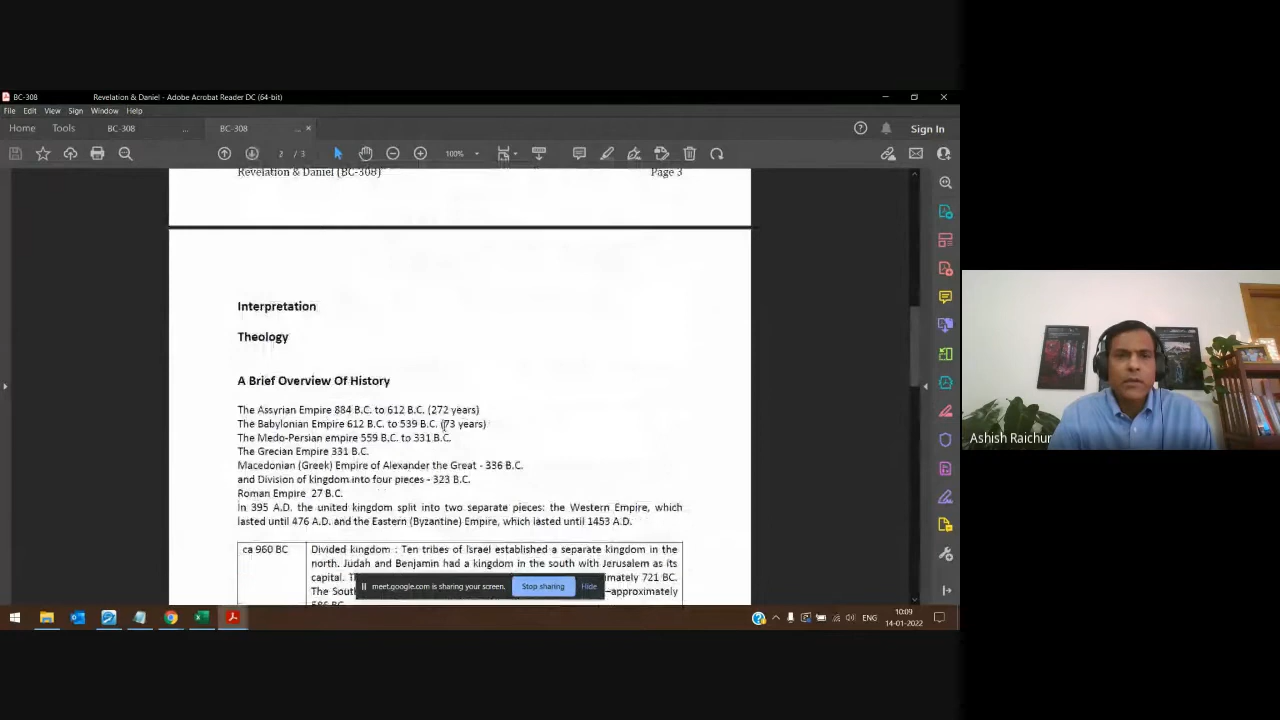 BC-308 Revelation & Daniel - Adobe Acrobat Reader DC (64-bit)
File Edit View Sign Window Help
Home Tools BC-308 ... BC-308 ... × Sign In
2 / 3 100%
Revelation & Daniel (BC-308) Page 3
Interpretation
Theology
A Brief Overview Of History
The Assyrian Empire 884 B.C. to 612 B.C. (272 years)
The Babylonian Empire 612 B.C. to 539 B.C. (73 years)
The Medo-Persian empire 559 B.C. to 331 B.C.
The Grecian Empire 331 B.C.
Macedonian (Greek) Empire of Alexander the Great - 336 B.C.
and Division of kingdom into four pieces - 323 B.C.
Roman Empire 27 B.C.
In 395 A.D. the united kingdom split into two separate pieces: the Western Empire, which
lasted until 476 A.D. and the Eastern (Byzantine) Empire, which lasted until 1453 A.D.
ca 960 BC Divided kingdom : Ten tribes of Israel established a separate kingdom in the
north. Judah and Benjamin had a kingdom in the south with Jerusalem as its
capital. 721 BC.
The –approximately
meet.google.com is sharing your screen. Stop sharing Hide
Ashish Raichur
ENG 10:09
14-01-2022